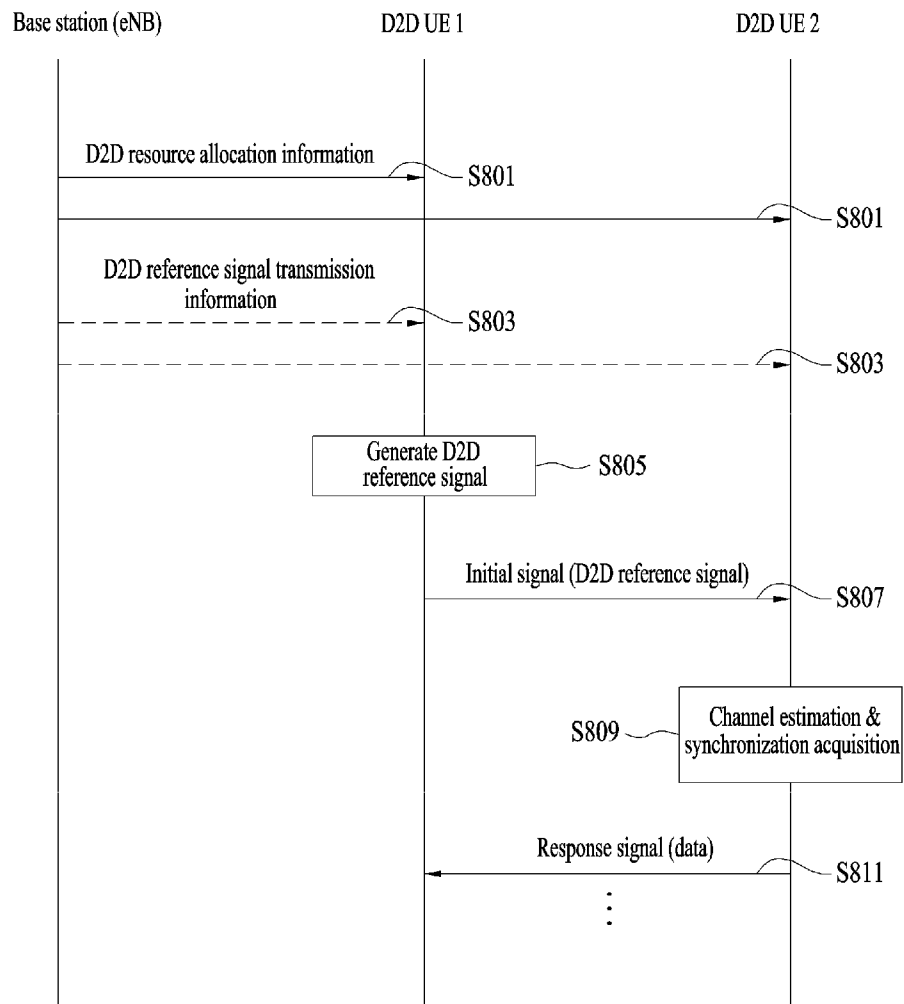 Base station (eNB)
D2D UE 1
D2D UE 2
D2D resource allocation information
S801
S801
D2D reference signal transmission
information
S803
S803
Generate D2D
reference signal
S805
Initial signal (D2D reference signal)
S807
Channel estimation &
synchronization acquisition
S809
Response signal (data)
S811